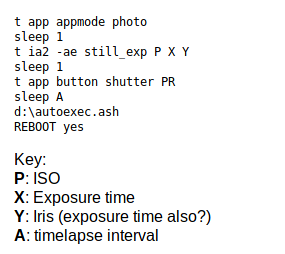 t app appmode photo
sleep 1
t ia2 -ae still_exp P X Y
sleep 1
t app button shutter PR
sleep A
d:\autoexec.ash
REBOOT yes
Key:
P: ISO
X: Exposure time
Y: Iris (exposure time also?)
A: timelapse interval